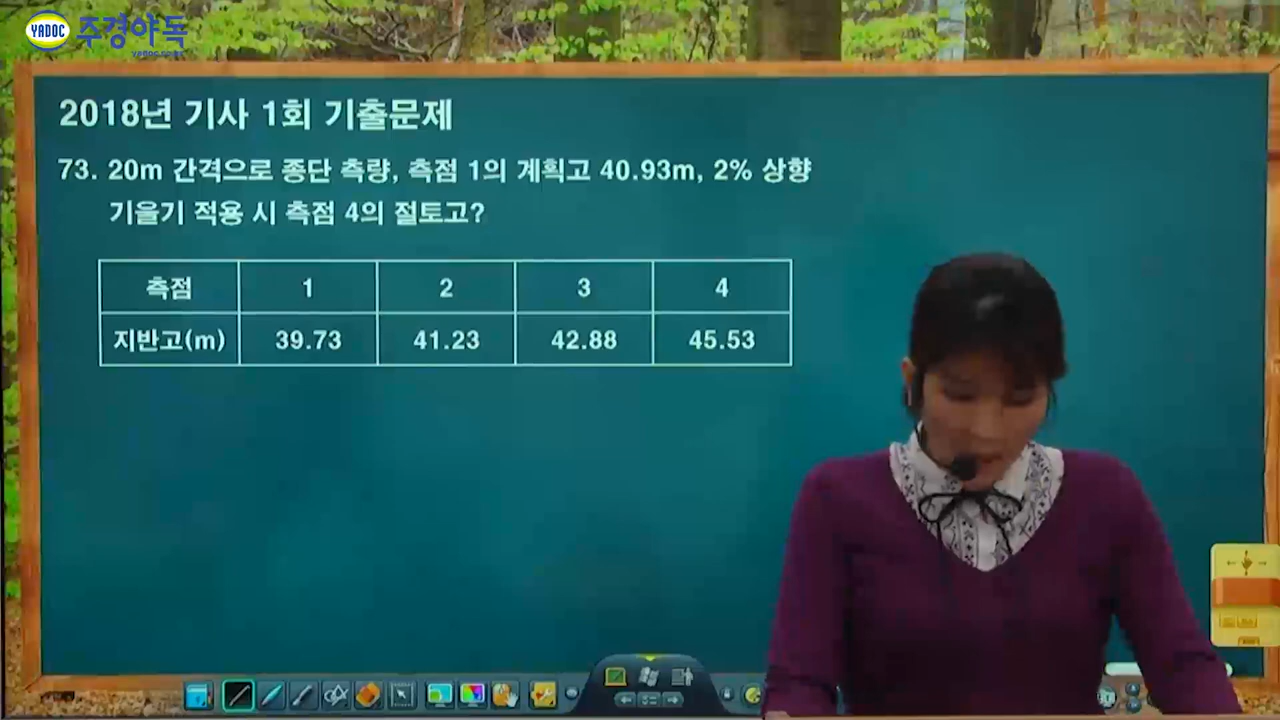 YADOC 주경야독
2018년 기사 1회 기출문제
73. 20m 간격으로 종단 측량, 측점 1의 계획고 40.93m, 2% 상향
기울기 적용 시 측점 4의 절토고?
측점 1 2 3 4
지반고(m) 39.73 41.23 42.88 45.53